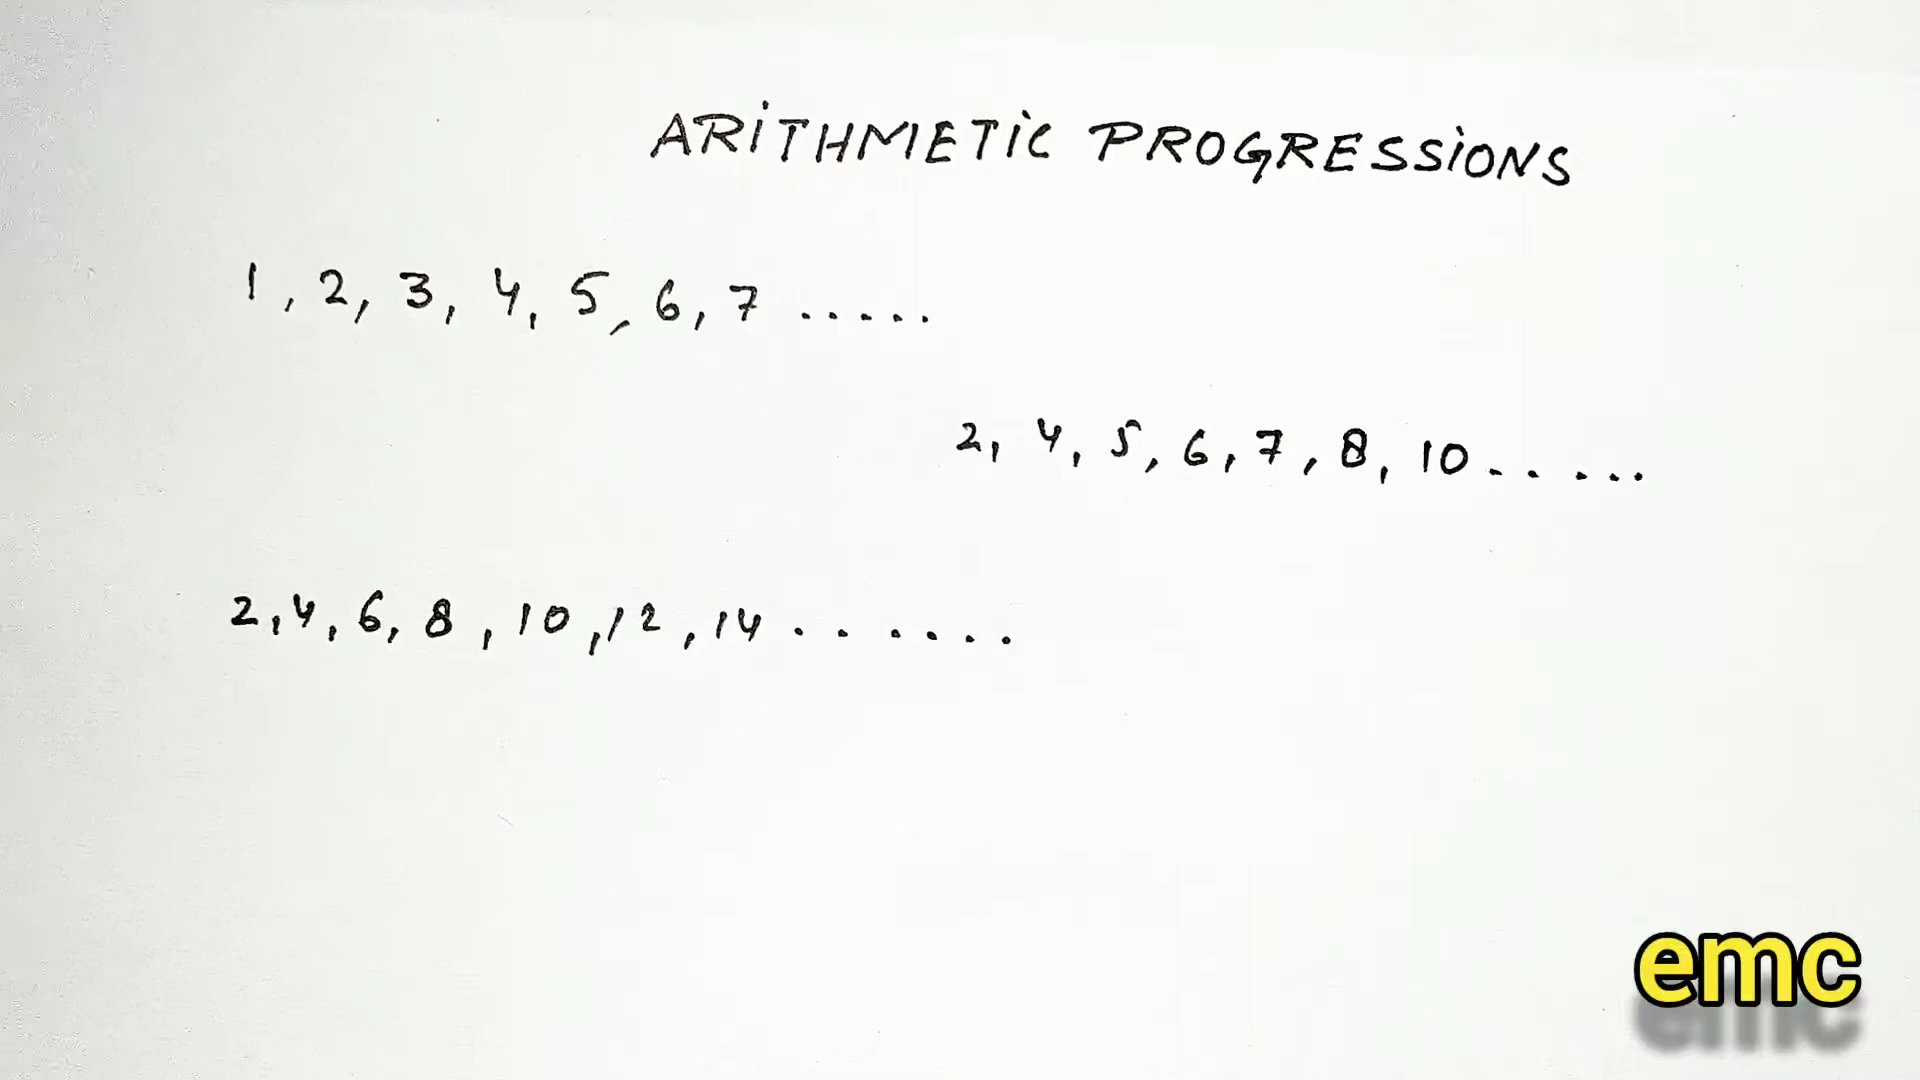 ARITHMETIC PROGRESSIONS
1, 2, 3, 4, 5, 6, 7 .....
2, 4, 5, 6, 7, 8, 10 .....
2, 4, 6, 8, 10, 12, 14 ......
emc